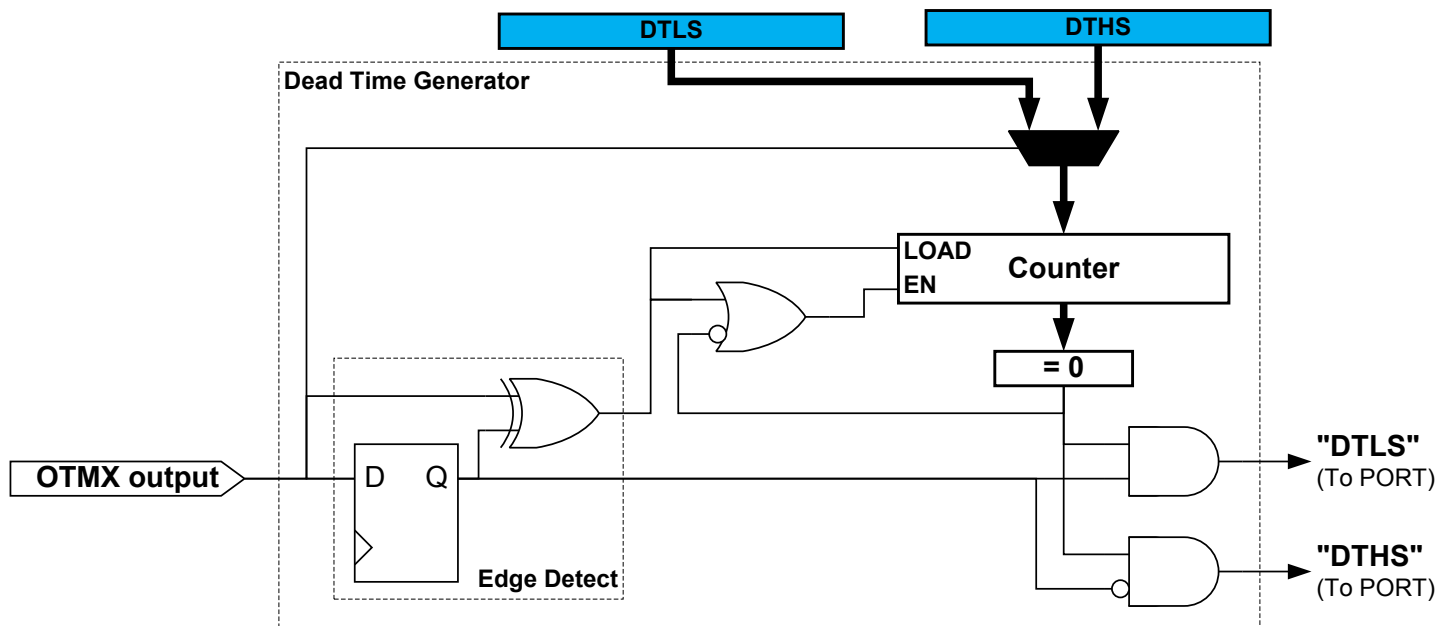 DTLS
DTHS
Dead Time Generator
LOAD
Counter
EN
= 0
OTMX output
D
Q
Edge Detect
"DTLS"
(To PORT)
"DTHS"
(To PORT)